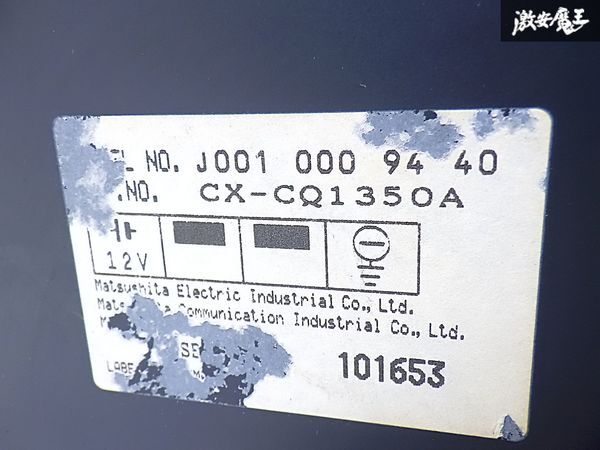 激安魔王
NO. J001 000 94 40
.NO. CX-CQ1350A
12V
Matsushita Electric Industrial Co., Ltd.
Communication Industrial Co., Ltd.
101653